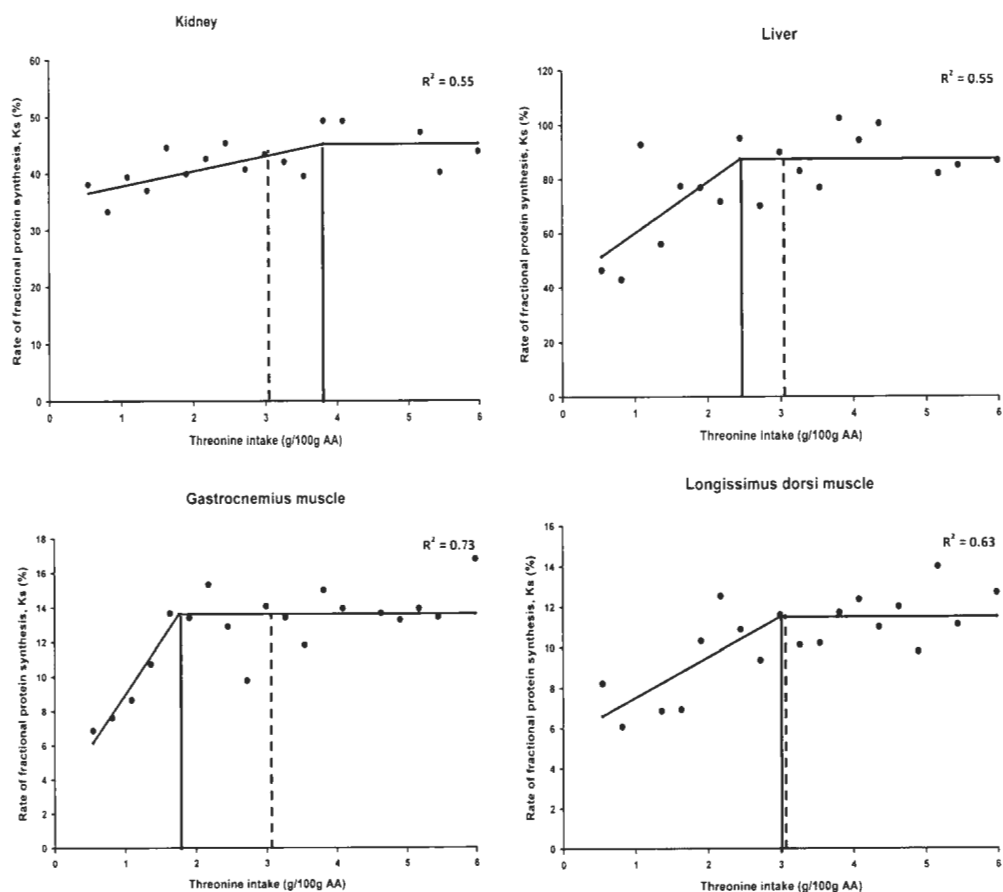 Kidney
R² = 0.55
Rate of fractional protein synthesis, Ks (%)
60
50
40
30
20
10
0
0 1 2 3 4 5 6
Threonine intake (g/100g AA)
Liver
R² = 0.55
Rate of fractional protein synthesis, Ks (%)
120
100
80
60
40
20
0
0 1 2 3 4 5 6
Threonine intake (g/100g AA)
Gastrocnemius muscle
R² = 0.73
Rate of fractional protein synthesis, Ks (%)
18
16
14
12
10
8
6
4
2
0
0 1 2 3 4 5 6
Threonine intake (g/100g AA)
Longissimus dorsi muscle
R² = 0.63
Rate of fractional protein synthesis, Ks (%)
16
14
12
10
8
6
4
2
0
0 1 2 3 4 5 6
Threonine intake (g/100g AA)